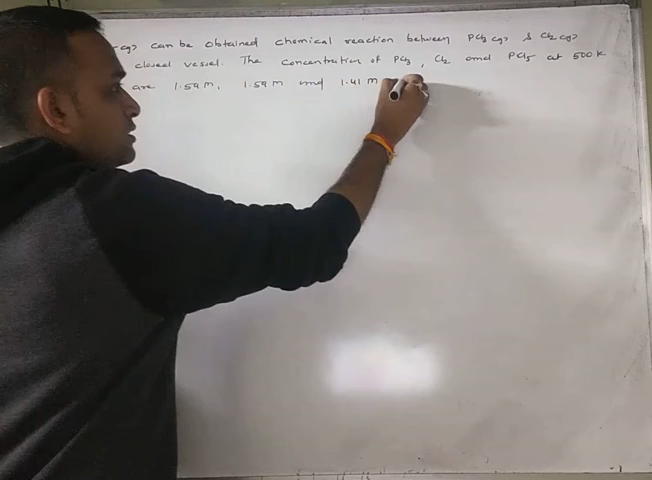 (g) can be obtained chemical reaction between PCl3 (g) & Cl2 (g)
closed vessel. The concentration of PCl3, Cl2 and PCl5 at 500 K
are 1.59 M, 1.59 M and 1.41 M